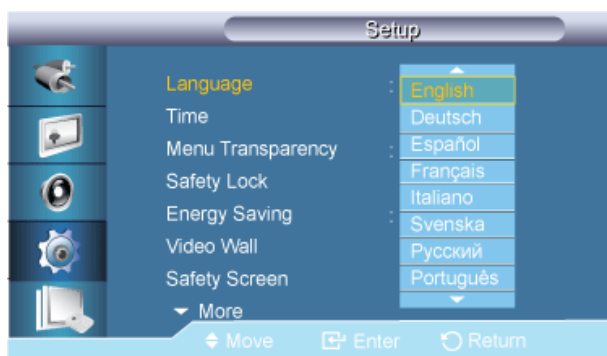 Setup
Language : English
Time Deutsch
Menu Transparency : Español
Safety Lock Français
Italiano
Energy Saving : Svenska
Video Wall Русский
Safety Screen Português
More
Move Enter Return